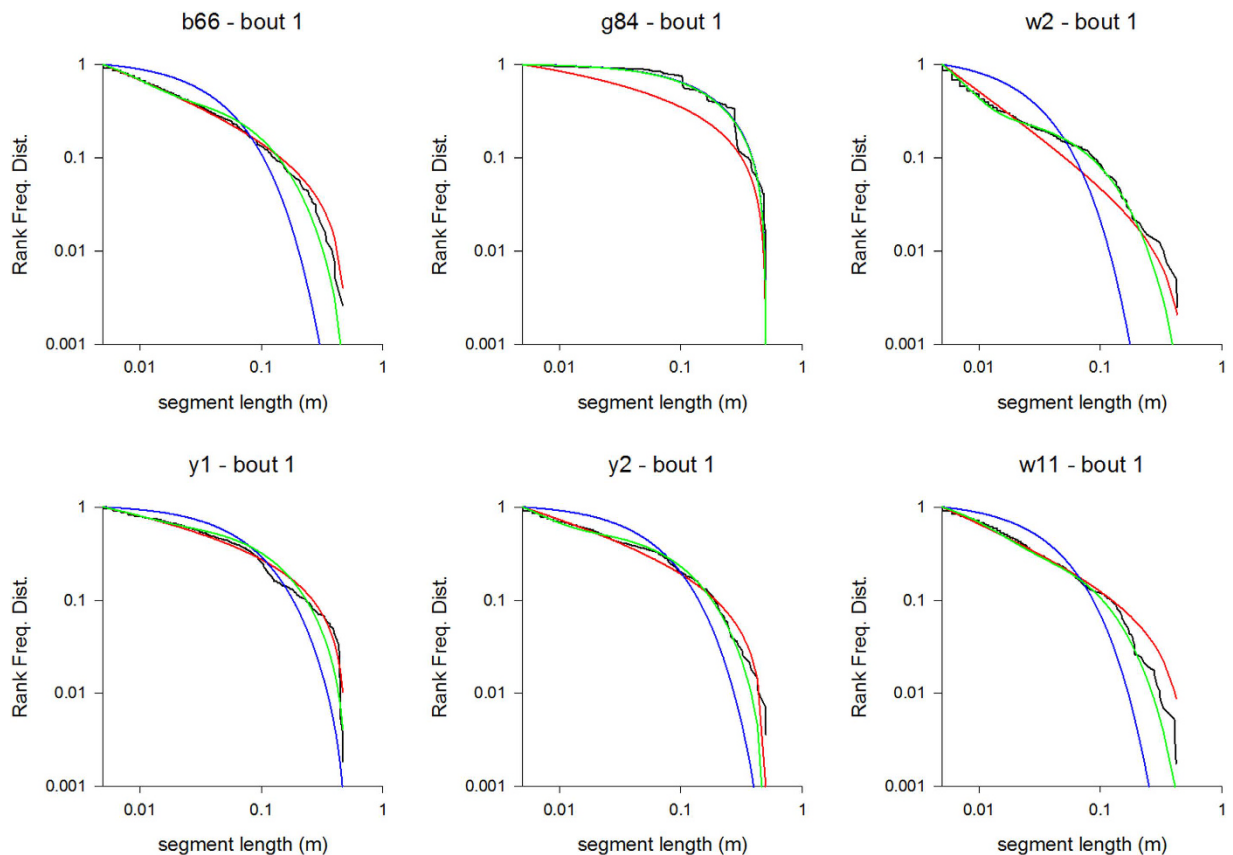 b66 - bout 1
g84 - bout 1
w2 - bout 1
1
0.1
0.01
0.001
Rank Freq. Dist.
0.01
0.1
1
segment length (m)
1
0.1
0.01
0.001
Rank Freq. Dist.
0.01
0.1
1
segment length (m)
1
0.1
0.01
0.001
Rank Freq. Dist.
0.01
0.1
1
segment length (m)
y1 - bout 1
y2 - bout 1
w11 - bout 1
1
0.1
0.01
0.001
Rank Freq. Dist.
0.01
0.1
1
segment length (m)
1
0.1
0.01
0.001
Rank Freq. Dist.
0.01
0.1
1
segment length (m)
1
0.1
0.01
0.001
Rank Freq. Dist.
0.01
0.1
1
segment length (m)